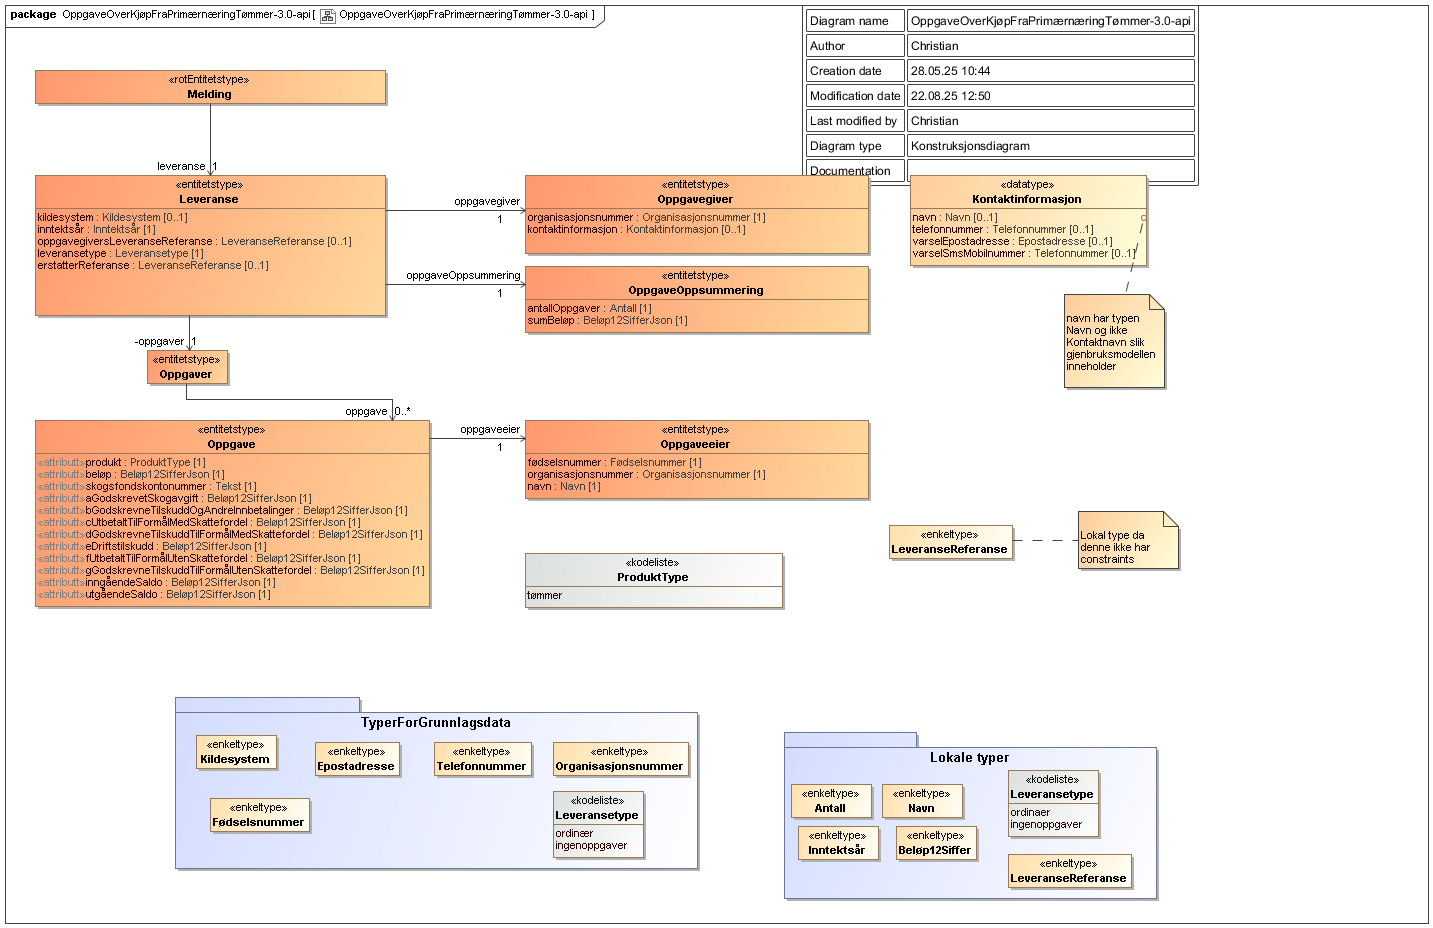 package OppgaveOverKjøpFraPrimærnæringTømmer-3.0-api[ OppgaveOverKjøpFraPrimærnæringTømmer-3.0-api ]
Diagram name OppgaveOverKjøpFraPrimærnæringTømmer-3.0-api
Author Christian
Creation date 28.05.25 10:44
Modification date 22.08.25 12:50
Last modified by Christian
Diagram type Konstruksjonsdiagram
Documentation
«rotEntitetstype»
Melding
leveranse 1
«entitetstype»
Leveranse
kildesystem : Kildesystem [0..1]
inntektsår : Inntektsår [1]
oppgavegiversLeveranseReferanse : LeveranseReferanse [0..1]
leveransetype : Leveransetype [1]
erstatterReferanse : LeveranseReferanse [0..1]
oppgavegiver
1
«entitetstype»
Oppgavegiver
organisasjonsnummer : Organisasjonsnummer [1]
kontaktinformasjon : Kontaktinformasjon [0..1]
«datatype»
Kontaktinformasjon
navn : Navn [0..1]
telefonnummer : Telefonnummer [0..1]
varselEpostadresse : Epostadresse [0..1]
varselSmsMobilnummer : Telefonnummer [0..1]
oppgaveOppsummering
1
«entitetstype»
OppgaveOppsummering
antallOppgaver : Antall [1]
sumBeløp : Beløp12SifferJson [1]
navn har typen
Navn og ikke
Kontaktnavn slik
gjenbruksmodellen
inneholder
-oppgaver 1
«entitetstype»
Oppgaver
oppgave 0..*
«entitetstype»
Oppgave
«attributt»produkt : ProduktType [1]
«attributt»beløp : Beløp12SifferJson [1]
«attributt»skogsfondskontonummer : Tekst [1]
«attributt»aGodskrevetSkogavgift : Beløp12SifferJson [1]
«attributt»bGodskrevneTilskuddOgAndreInnbetalinger : Beløp12SifferJson [1]
«attributt»cUtbetaltTilFormålMedSkattefordel : Beløp12SifferJson [1]
«attributt»dGodskrevneTilskuddTilFormålMedSkattefordel : Beløp12SifferJson [1]
«attributt»eDriftstilskudd : Beløp12SifferJson [1]
«attributt»fUtbetaltTilFormålUtenSkattefordel : Beløp12SifferJson [1]
«attributt»gGodskrevneTilskuddTilFormålUtenSkattefordel : Beløp12SifferJson [1]
«attributt»inngåendeSaldo : Beløp12SifferJson [1]
«attributt»utgåendeSaldo : Beløp12SifferJson [1]
oppgaveeier
1
«entitetstype»
Oppgaveeier
fødselsnummer : Fødselsnummer [1]
organisasjonsnummer : Organisasjonsnummer [1]
navn : Navn [1]
«kodeliste»
ProduktType
tømmer
«enkeltype»
LeveranseReferanse
Lokal type da
denne ikke har
constraints
TyperForGrunnlagsdata
«enkeltype»
Kildesystem
«enkeltype»
Epostadresse
«enkeltype»
Telefonnummer
«enkeltype»
Organisasjonsnummer
«enkeltype»
Fødselsnummer
«kodeliste»
Leveransetype
ordinær
ingenoppgaver
Lokale typer
«enkeltype»
Antall
«enkeltype»
Navn
«kodeliste»
Leveransetype
ordinaer
ingenoppgaver
«enkeltype»
Inntektsår
«enkeltype»
Beløp12Siffer
«enkeltype»
LeveranseReferanse